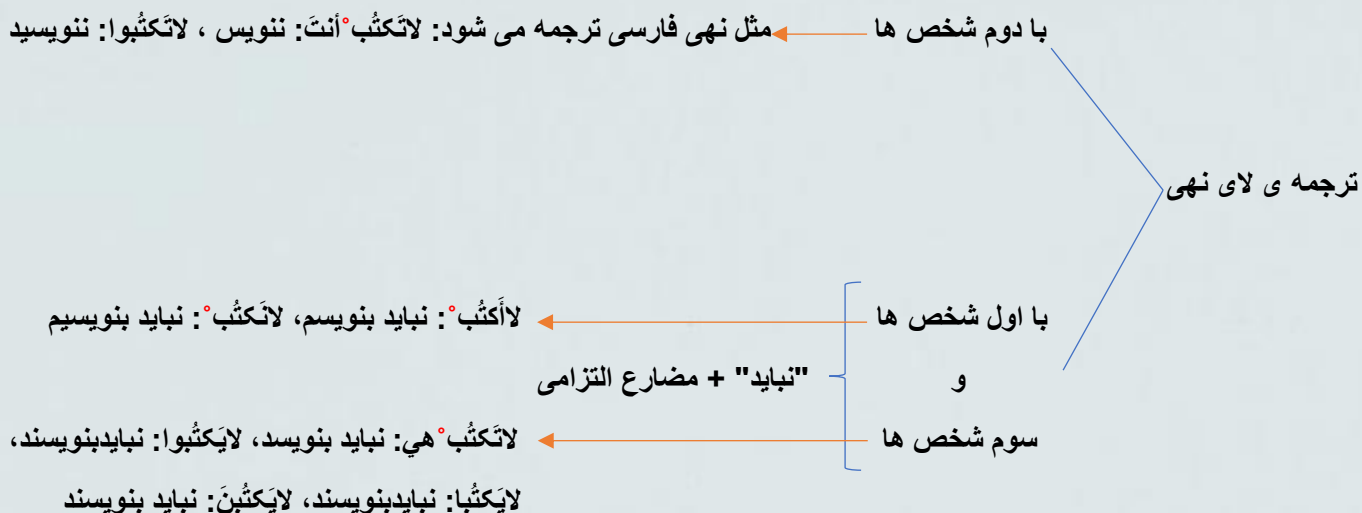 با دوم شخص ها مثل نهی فارسی ترجمه می شود: لاتَکتُب ْأنتَ: ننویس ، لاتَکتُبوا: ننویسید
ترجمه ی لای نهی
با اول شخص ها لاأَکتُب ْ: نباید بنویسم، لانَکتُب ْ: نباید بنویسیم
و "نباید" + مضارع التزامی
سوم شخص ها لاتَکتُب ْهي: نباید بنویسد، لایَکتُبوا: نبایدبنویسند،
لایَکتُبا: نبایدبنویسند، لایَکتُبنَ: نباید بنویسند